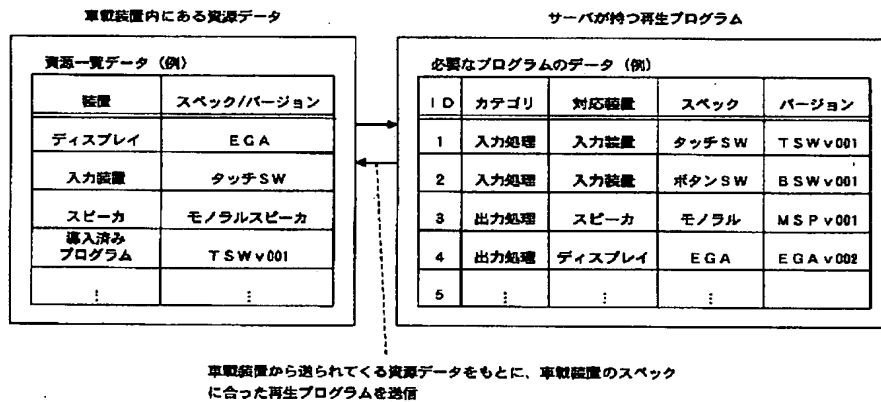 車載装置内にある資源データ
サーバが持つ再生プログラム
資源一覧データ（例）
装置 スペック/バージョン
ディスプレイ EGA
入力装置 タッチSW
スピーカ モノラルスピーカ
導入済み
プログラム TSWv001
⋮ ⋮
必要なプログラムのデータ（例）
ID カテゴリ 対応装置 スペック バージョン
1 入力処理 入力装置 タッチSW TSWv001
2 入力処理 入力装置 ボタンSW BSWv001
3 出力処理 スピーカ モノラル MSPv001
4 出力処理 ディスプレイ EGA EGAv002
5 ⋮ ⋮ ⋮
車載装置から送られてくる資源データをもとに、車載装置のスペック
に合った再生プログラムを送信